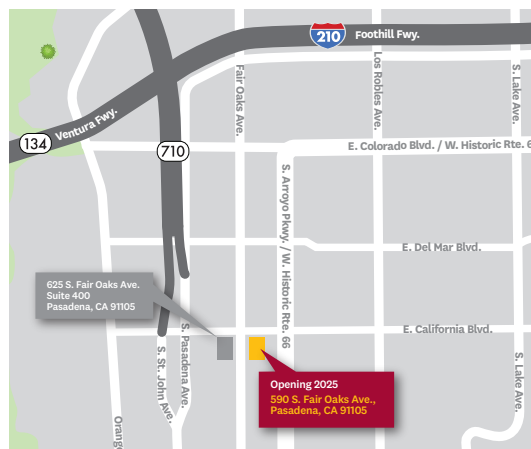 210
Foothill Fwy.
Fair Oaks Ave.
Los Robles Ave.
S. Lake Ave.
Ventura Fwy.
134
710
E. Colorado Blvd. / W. Historic Rte. 6
S. Arroyo Pkwy. / W. Historic Rte. 66
E. Del Mar Blvd.
625 S. Fair Oaks Ave.
Suite 400
Pasadena, CA 91105
S. Pasadena Ave.
E. California Blvd.
S. St. John Ave.
S. Lake Ave.
Opening 2025
590 S. Fair Oaks Ave.,
Pasadena, CA 91105
Orange